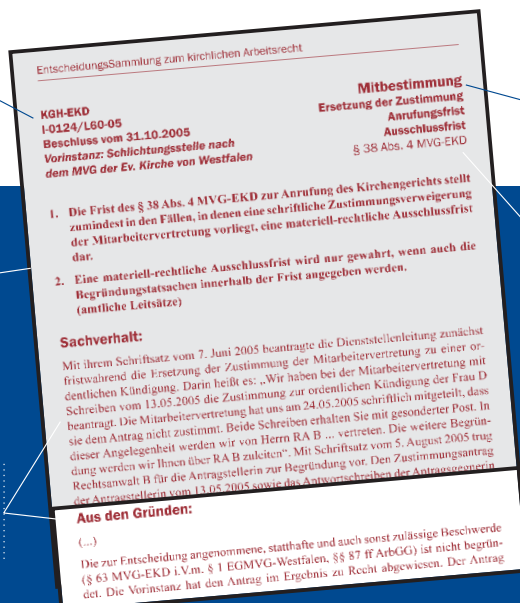 EntscheidungsSammlung zum kirchlichen Arbeitsrecht
KGH-EKD
I-0124/L60-05
Beschluss vom 31.10.2005
Vorinstanz: Schlichtungsstelle nach
dem MVG der Ev. Kirche von Westfalen
Mitbestimmung
Ersetzung der Zustimmung
Anrufungsfrist
Ausschlussfrist
§ 38 Abs. 4 MVG-EKD
1. Die Frist des § 38 Abs. 4 MVG-EKD zur Anrufung des Kirchengerichts stellt
zumindest in den Fällen, in denen eine schriftliche Zustimmungsverweigerung
der Mitarbeitervertretung vorliegt, eine materiell-rechtliche Ausschlussfrist
dar.
2. Eine materiell-rechtliche Ausschlussfrist wird nur gewahrt, wenn auch die
Begründungstatsachen innerhalb der Frist angegeben werden.
(amtliche Leitsätze)
Sachverhalt:
Mit ihrem Schriftsatz vom 7. Juni 2005 beantragte die Dienststellenleitung zunächst
fristwahrend die Ersetzung der Zustimmung der Mitarbeitervertretung zu einer or-
dentlichen Kündigung. Darin heißt es: „Wir haben bei der Mitarbeitervertretung mit
Schreiben vom 13.05.2005 die Zustimmung zur ordentlichen Kündigung der Frau D
beantragt. Die Mitarbeitervertretung hat uns am 24.05.2005 schriftlich mitgeteilt, dass
sie dem Antrag nicht zustimmt. Beide Schreiben erhalten Sie mit gesonderter Post. In
dieser Angelegenheit werden wir von Herrn RA B ... vertreten. Die weitere Begrün-
dung werden wir Ihnen über RA B zuleiten“. Mit Schriftsatz vom 5. August 2005 trug
Rechtsanwalt B für die Antragstellerin zur Begründung vor. Den Zustimmungsantrag
der Antragstellerin vom 13.05.2005 sowie das Antwortschreiben der Antragsgegnerin
Aus den Gründen:
(...)
Die zur Entscheidung angenommene, statthafte und auch sonst zulässige Beschwerde
(§ 63 MVG-EKD i.V.m. § 1 EGMVG-Westfalen, §§ 87 ff ArbGG) ist nicht begrün-
det. Die Vorinstanz hat den Antrag im Ergebnis zu Recht abgewiesen. Der Antrag